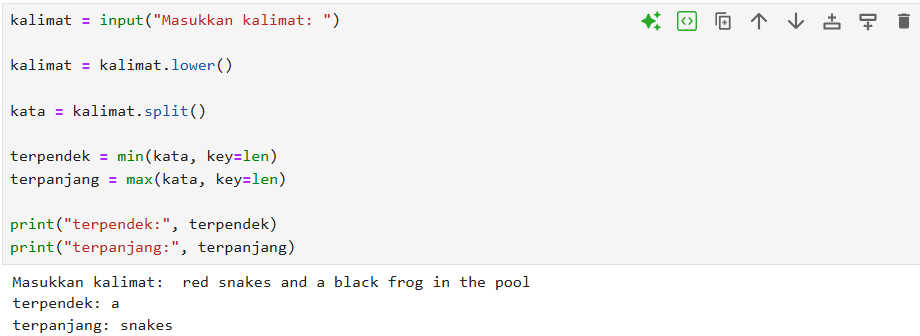 kalimat = input("Masukkan kalimat: ")
kalimat = kalimat.lower()
kata = kalimat.split()
terpendek = min(kata, key=len)
terpanjang = max(kata, key=len)
print("terpendek:", terpendek)
print("terpanjang:", terpanjang)
Masukkan kalimat:  red snakes and a black frog in the pool
terpendek: a
terpanjang: snakes